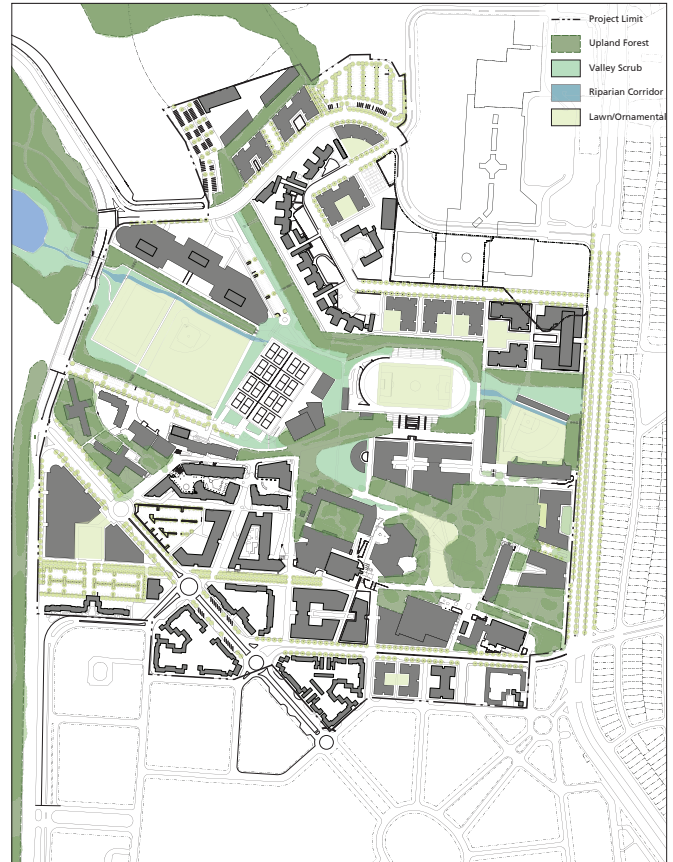 Project Limit
Upland Forest
Valley Scrub
Riparian Corridor
Lawn/Ornamental